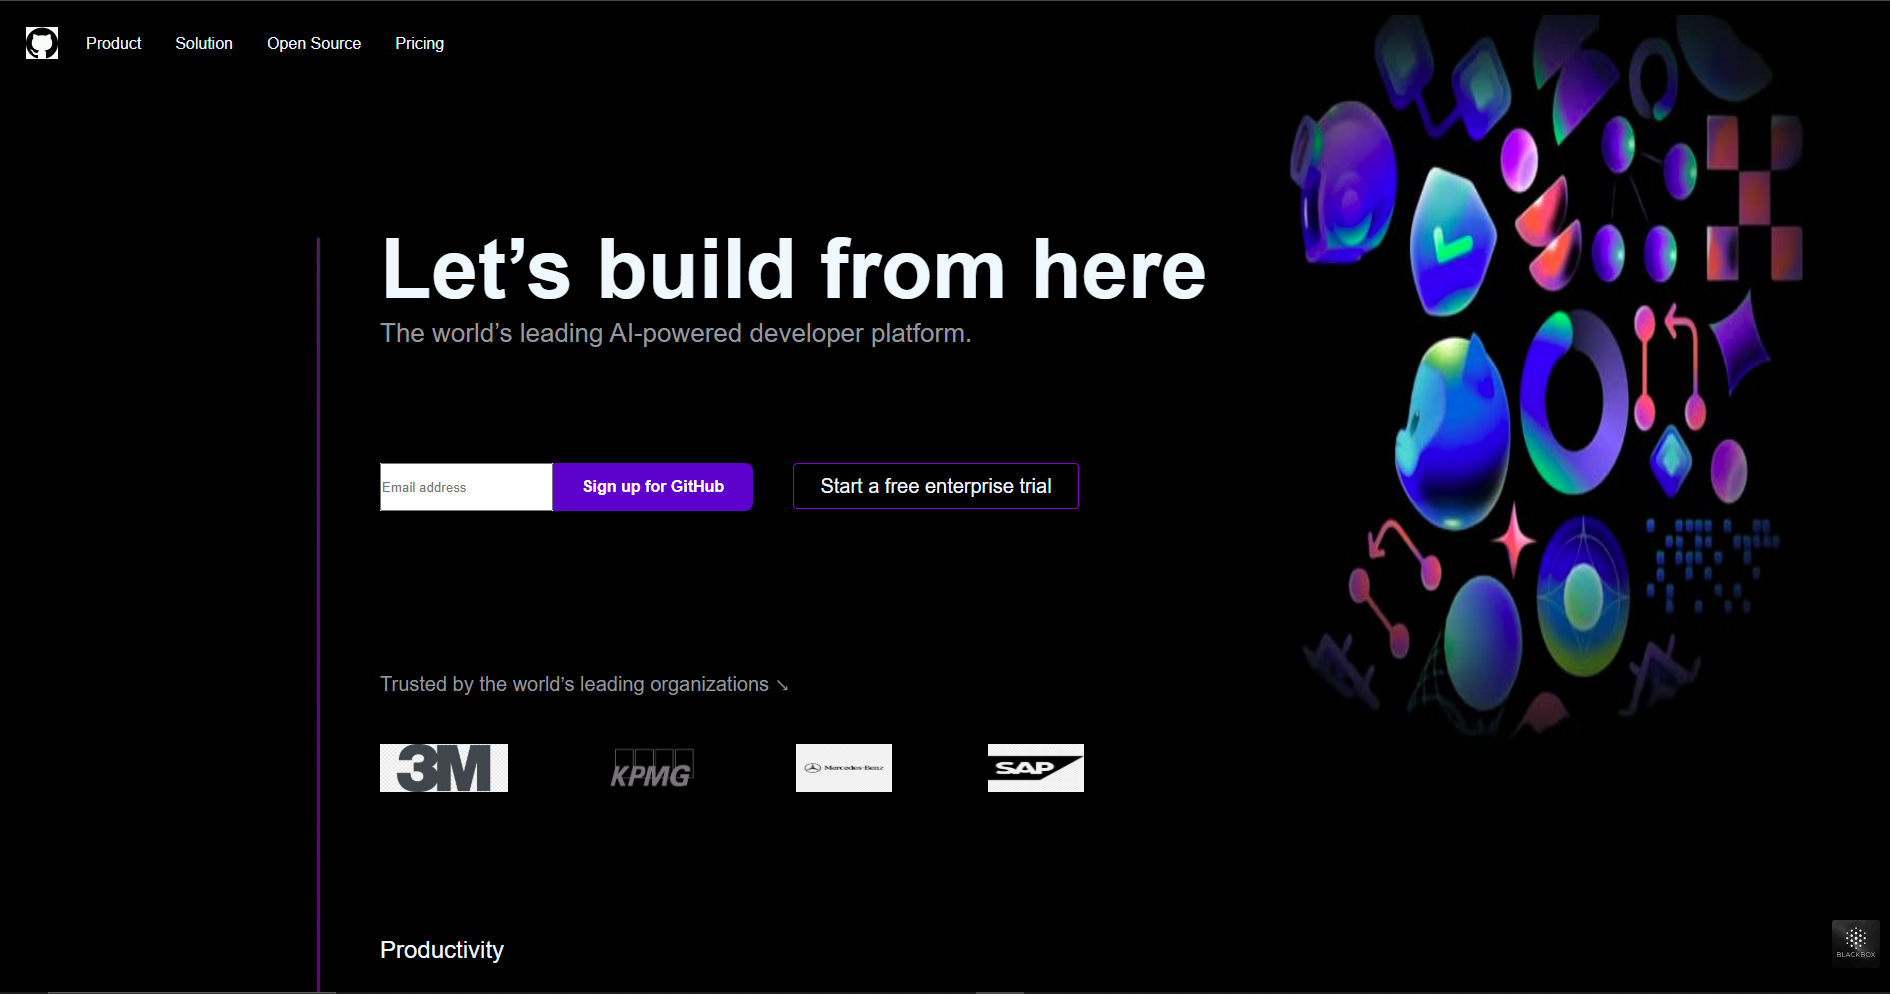 Product Solution Open Source Pricing
Let’s build from here
The world’s leading AI-powered developer platform.
Email address Sign up for GitHub Start a free enterprise trial
Trusted by the world’s leading organizations ↘
3M KPMG Mercedes-Benz SAP
Productivity
BLACKBOX